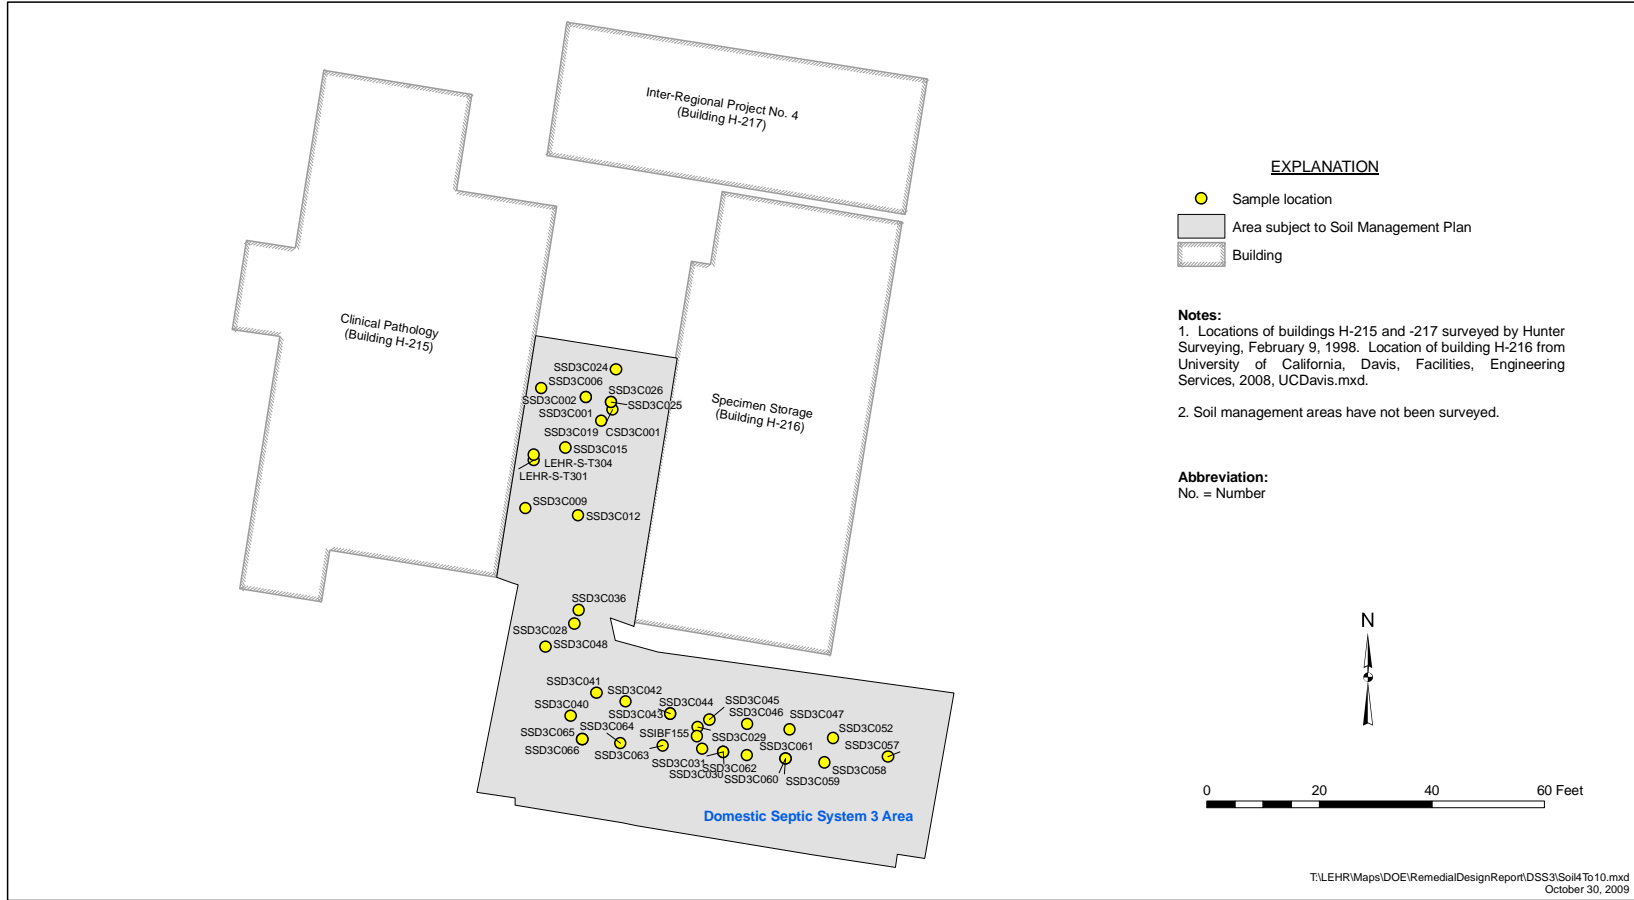 Inter-Regional Project No. 4
(Building H-217)
Clinical Pathology
(Building H-215)
Specimen Storage
(Building H-216)
SSD3C024
SSD3C006
SSD3C026
SSD3C002
SSD3C025
SSD3C001
SSD3C019
CSD3C001
SSD3C015
LEHR-S-T304
LEHR-S-T301
SSD3C009
SSD3C012
SSD3C036
SSD3C028
SSD3C048
SSD3C041
SSD3C042
SSD3C044
SSD3C045
SSD3C040
SSD3C043
SSD3C046
SSD3C047
SSD3C064
SSD3C052
SSD3C065
SSIBF155
SSD3C029
SSD3C066
SSD3C063
SSD3C061
SSD3C057
SSD3C031
SSD3C030
SSD3C062
SSD3C058
SSD3C060
SSD3C059
Domestic Septic System 3 Area
EXPLANATION
Sample location
Area subject to Soil Management Plan
Building
Notes:
1. Locations of buildings H-215 and -217 surveyed by Hunter
Surveying, February 9, 1998. Location of building H-216 from
University of California, Davis, Facilities, Engineering
Services, 2008, UCDavis.mxd.
2. Soil management areas have not been surveyed.
Abbreviation:
No. = Number
N
0 20 40 60 Feet
T:\LEHR\Maps\DOE\RemedialDesignReport\DSS3\Soil4To10.mxd
October 30, 2009